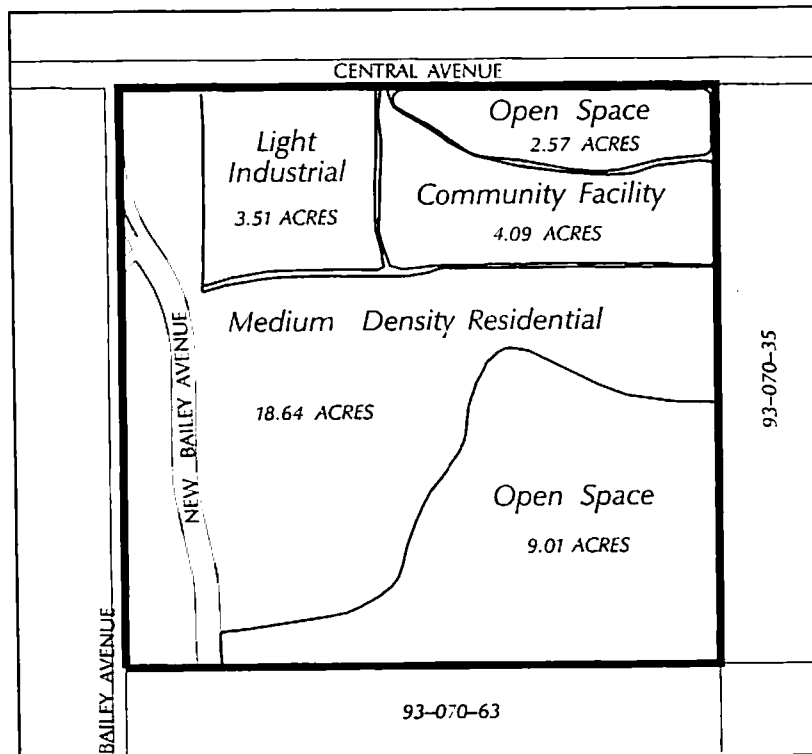 CENTRAL AVENUE
Open Space
2.57 ACRES
Light
Industrial
3.51 ACRES
Community Facility
4.09 ACRES
Medium Density Residential
18.64 ACRES
Open Space
9.01 ACRES
NEW BAILEY AVENUE
BAILEY AVENUE
93-070-35
93-070-63